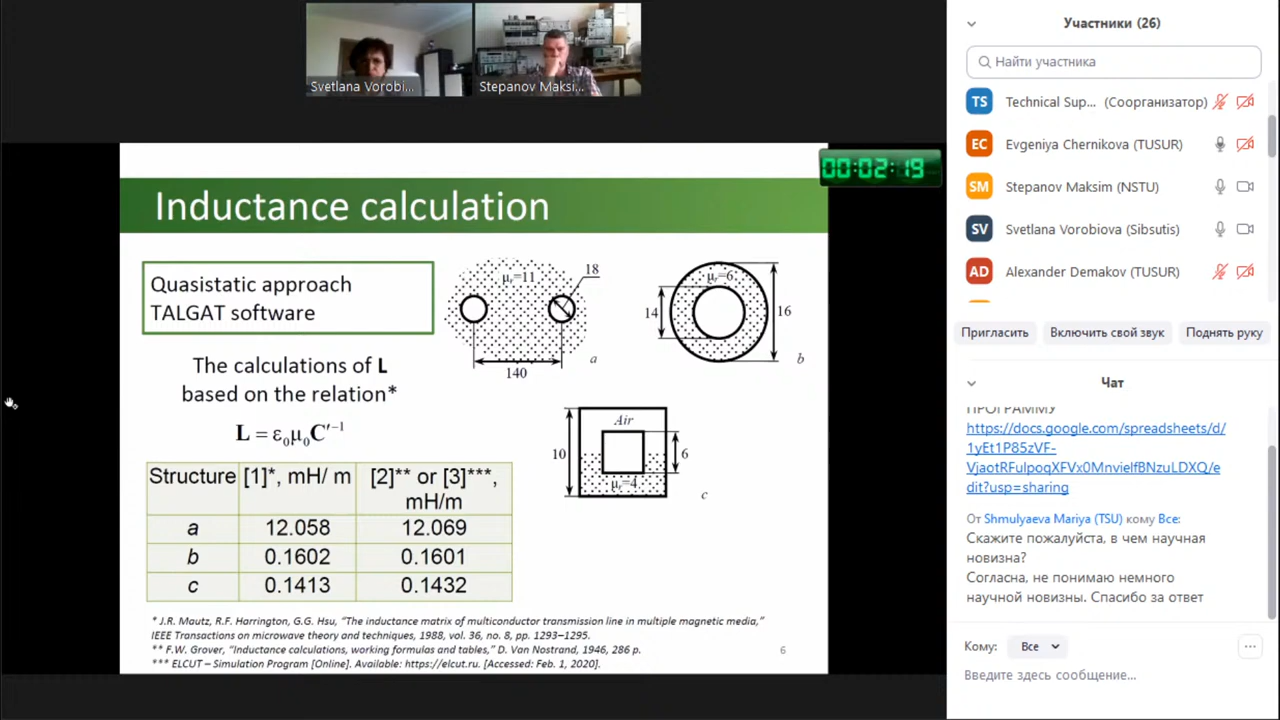 Svetlana Vorobi...
Stepanov Maksi...
00:02:19
Inductance calculation
Quasistatic approach
TALGAT software
The calculations of L
based on the relation*
L = ε₀μ₀C′⁻¹
Structure [1]*, mH/ m [2]** or [3]***, mH/m
a 12.058 12.069
b 0.1602 0.1601
c 0.1413 0.1432
μr=11
18
140
a
μr=6
14
16
b
Air
10
6
μr=4
c
* J.R. Mautz, R.F. Harrington, G.G. Hsu, “The inductance matrix of multiconductor transmission line in multiple magnetic media,”
IEEE Transactions on microwave theory and techniques, 1988, vol. 36, no. 8, pp. 1293–1295.
** F.W. Grover, “Inductance calculations, working formulas and tables,” D. Van Nostrand, 1946, 286 p.
*** ELCUT – Simulation Program [Online]. Available: https://elcut.ru. [Accessed: Feb. 1, 2020].
6
Участники (26)
Найти участника
TS Technical Sup... (Соорганизатор)
EC Evgeniya Chernikova (TUSUR)
SM Stepanov Maksim (NSTU)
SV Svetlana Vorobiova (Sibsutis)
AD Alexander Demakov (TUSUR)
Пригласить Включить свой звук Поднять руку
Чат
ПРОГРАММУ
https://docs.google.com/spreadsheets/d/
1yEt1P85zVF-
VjaotRFulpoqXFVx0MnvielfBNzuLDXQ/e
dit?usp=sharing
От Shmulyaeva Mariya (TSU) кому Все:
Скажите пожалуйста, в чем научная
новизна?
Согласна, не понимаю немного
научной новизны. Спасибо за ответ
Кому: Все
Введите здесь сообщение...